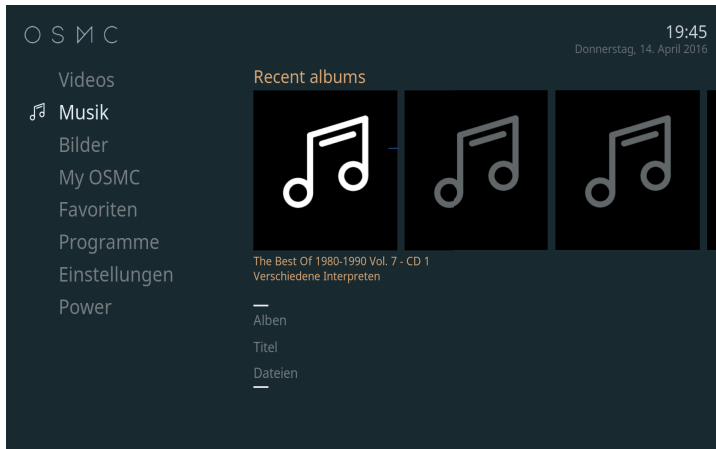 OSMC
19:45
Donnerstag, 14. April 2016
Videos
Musik
Bilder
My OSMC
Favoriten
Programme
Einstellungen
Power
Recent albums
The Best Of 1980-1990 Vol. 7 - CD 1
Verschiedene Interpreten
Alben
Titel
Dateien